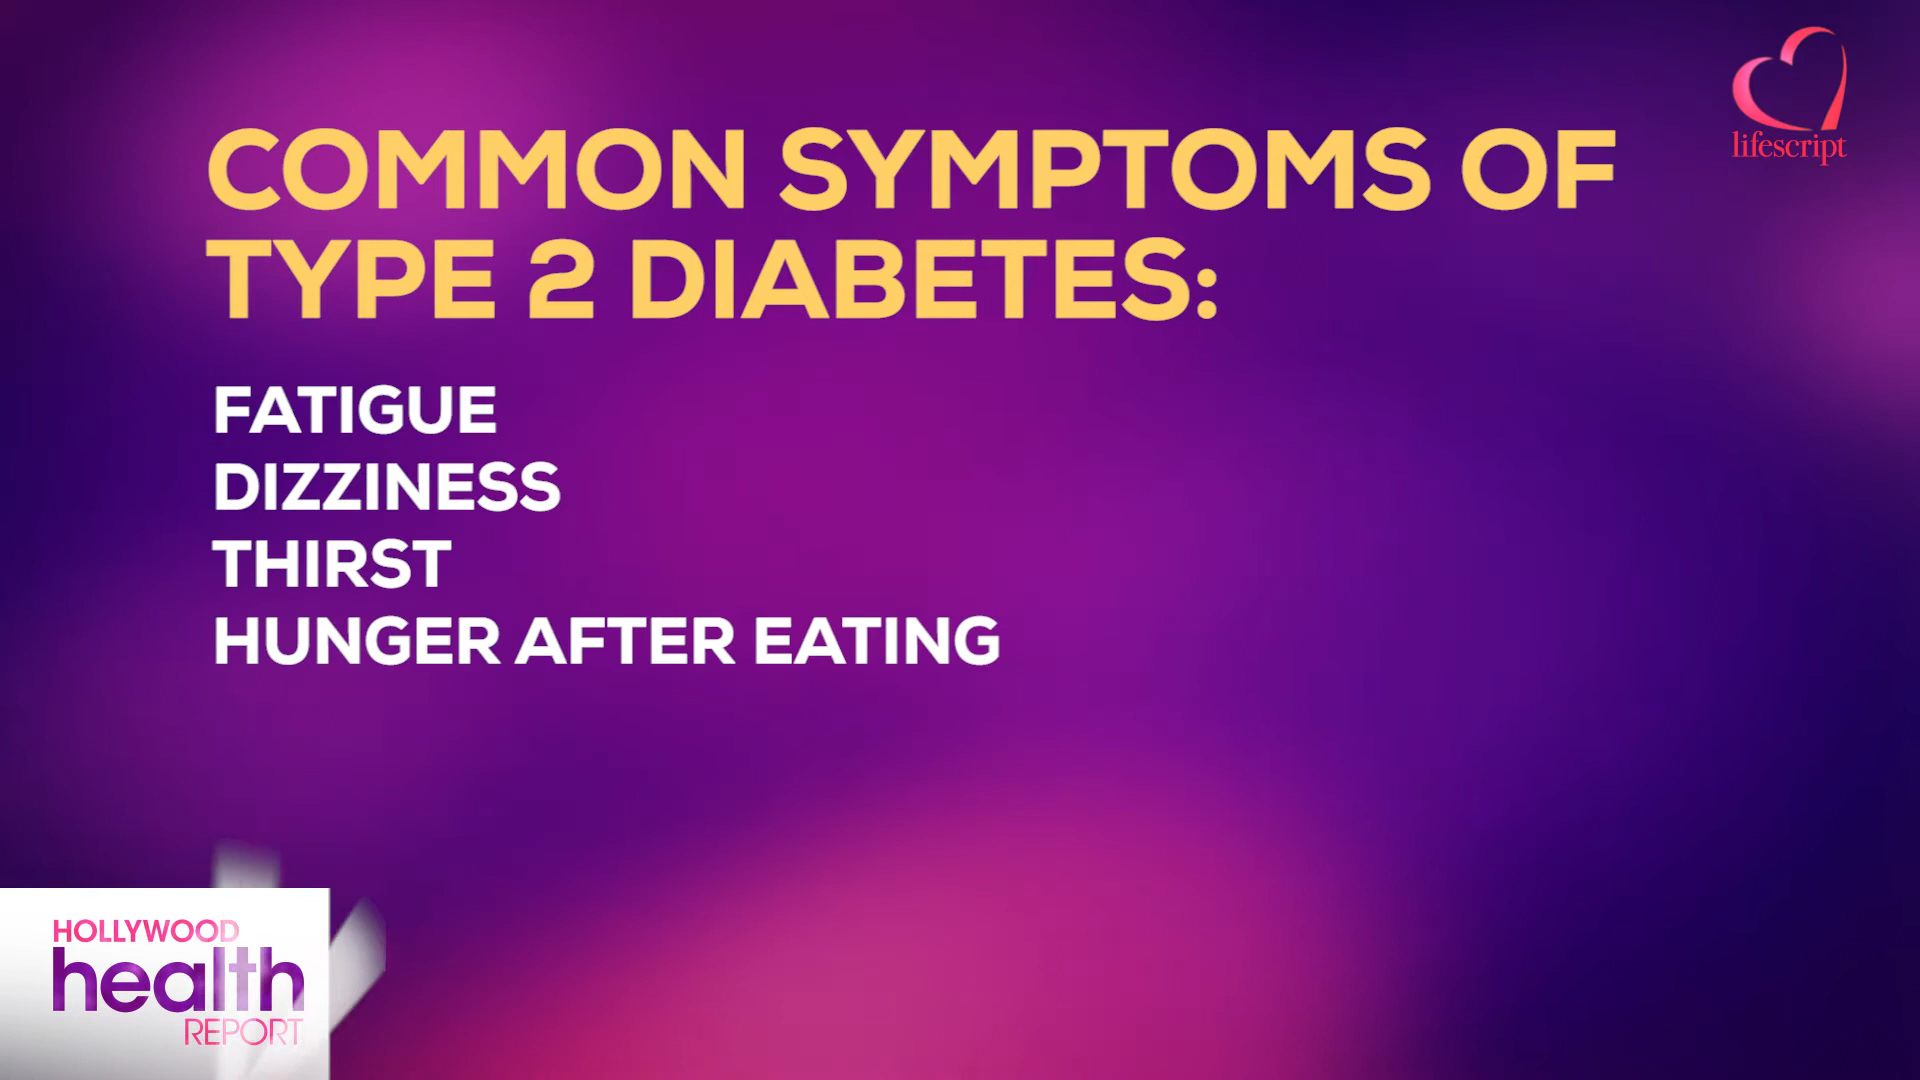 lifescript
COMMON SYMPTOMS OF
TYPE 2 DIABETES:
FATIGUE
DIZZINESS
THIRST
HUNGER AFTER EATING
HOLLYWOOD
health
REPORT